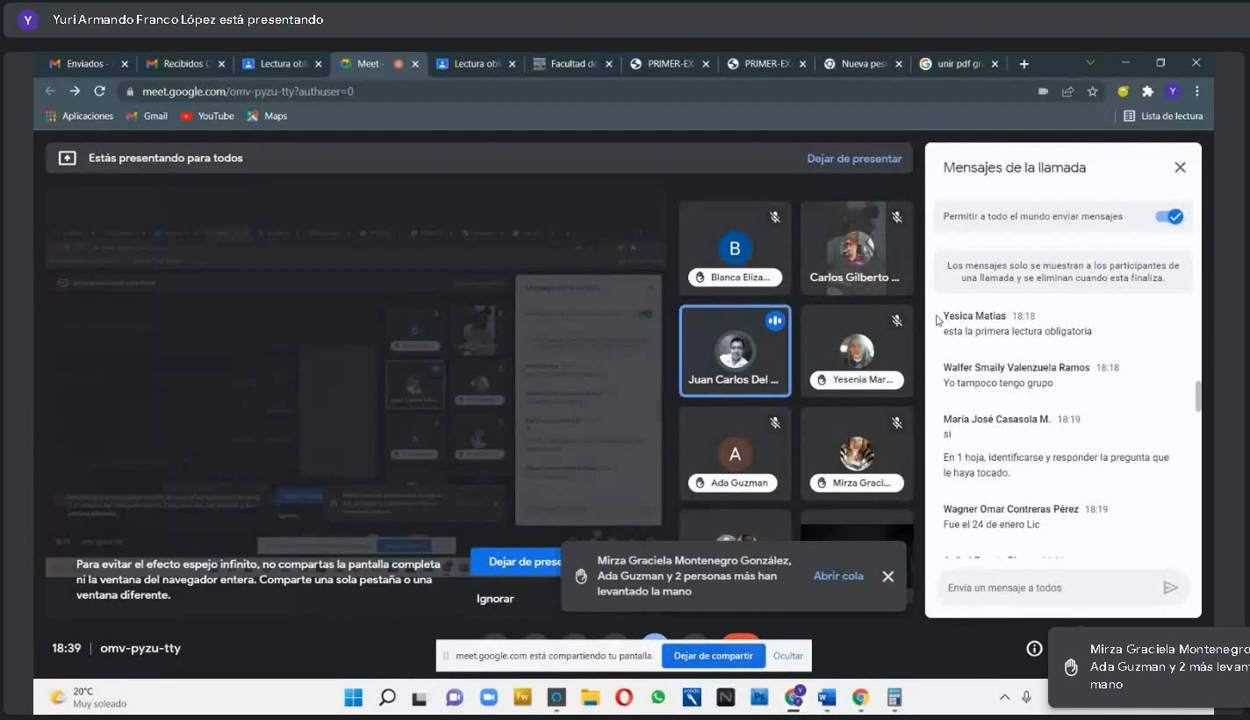 Y Yuri Armando Franco López está presentando
Enviados -
Recibidos (
Lectura obl
Meet -
Lectura obl
Facultad de
PRIMER-EX
PRIMER-EX
Nueva pes
unir pdf gr
meet.google.com/omv-pyzu-tty?authuser=0
Y
Aplicaciones
Gmail
YouTube
Maps
Lista de lectura
Estás presentando para todos
Dejar de presentar
Mensajes de la llamada
Permitir a todo el mundo enviar mensajes
Los mensajes solo se muestran a los participantes de
una llamada y se eliminan cuando esta finaliza.
Yesica Matias 18:18
esta la primera lectura obligatoria
Walfer Smaily Valenzuela Ramos 18:18
Yo tampoco tengo grupo
María José Casasola M. 18:19
si
En 1 hoja, identificarse y responder la pregunta que
le haya tocado.
Wagner Omar Contreras Pérez 18:19
Fue el 24 de enero Lic
Envía un mensaje a todos
B
Blanca Eliza...
Carlos Gilberto ...
Juan Carlos Del ...
Yesenia Mar...
A
Ada Guzman
Mirza Graci...
Para evitar el efecto espejo infinito, no compartas la pantalla completa
ni la ventana del navegador entera. Comparte una sola pestaña o una
ventana diferente.
Dejar de prese
Ignorar
Mirza Graciela Montenegro González,
Ada Guzman y 2 personas más han
levantado la mano
Abrir cola
18:39 | omv-pyzu-tty
meet.google.com está compartiendo tu pantalla.
Dejar de compartir
Ocultar
Mirza Graciela Montenegro
Ada Guzman y 2 más levan
mano
20°C
Muy soleado